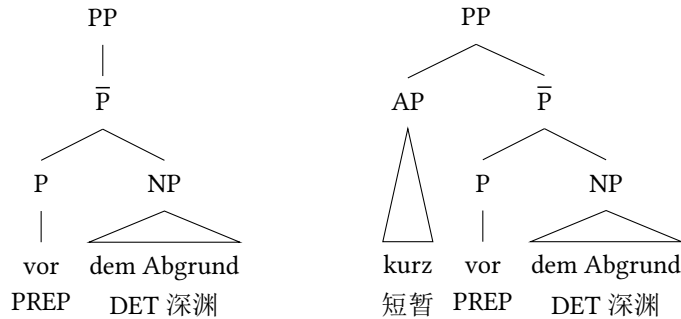 PP PP
P̅ AP P̅
P NP P NP
vor dem Abgrund kurz vor dem Abgrund
PREP DET 深渊 短暂 PREP DET 深渊